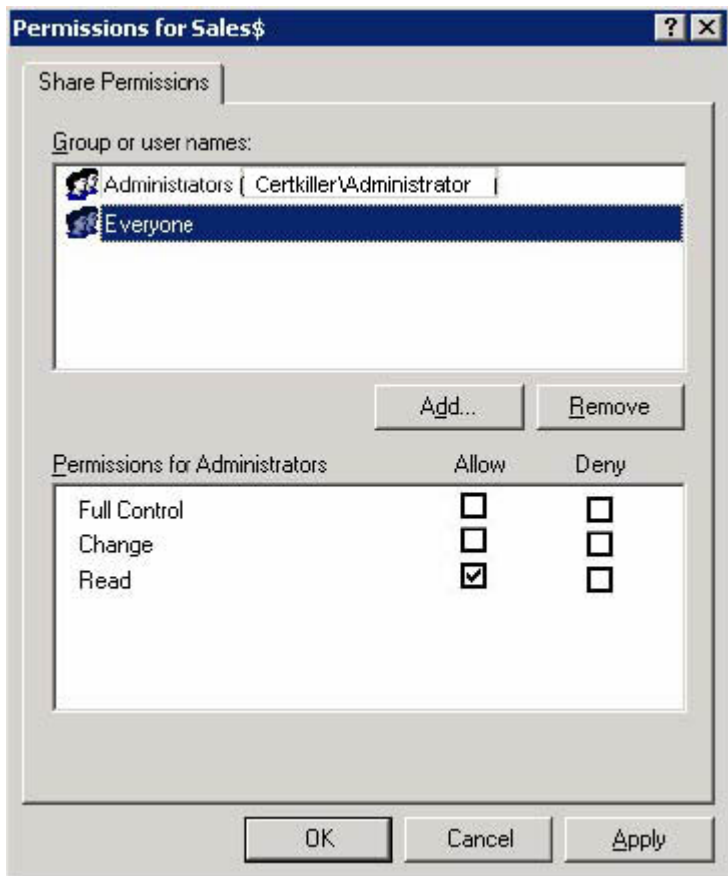 Permissions for Sales$
Share Permissions
Group or user names:
Administrators ( Certkiller\Administrator
Everyone
Add... Remove
Permissions for Administrators Allow Deny
Full Control
Change
Read
OK Cancel Apply